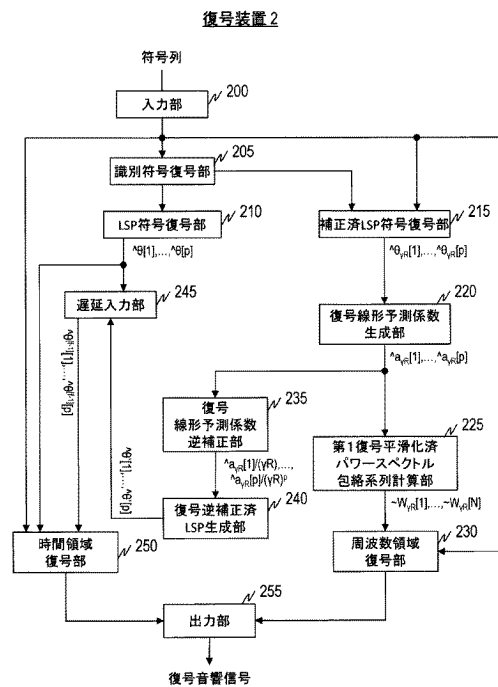 復号装置 2
符号列
入力部
200
205
識別符号復号部
210
LSP符号復号部
補正済LSP符号復号部
215
^θ[1],...,^θ[p]
^θγR[1],...,^θγR[p]
245
遅延入力部
220
復号線形予測係数
生成部
^aγR[1],...,^aγR[p]
235
復号
線形予測係数
逆補正部
225
第1復号平滑化済
パワースペクトル
包絡系列計算部
^aγR[1]/(γR),...,
^aγR[p]/(γR)p
240
復号逆補正済
LSP生成部
~WγR[1],...,~WγR[N]
時間領域
復号部
250
周波数領域
復号部
230
255
出力部
復号音響信号